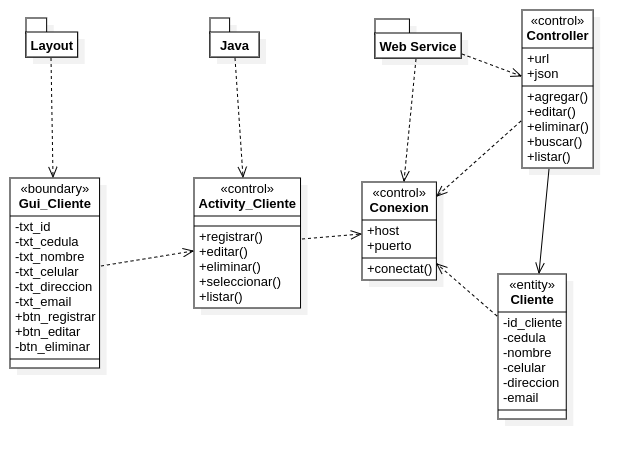 Layout
Java
Web Service
«control»
Controller
+url
+json
+agregar()
+editar()
+eliminar()
+buscar()
+listar()
«boundary»
Gui_Cliente
-txt_id
-txt_cedula
-txt_nombre
-txt_celular
-txt_direccion
-txt_email
+btn_registrar
+btn_editar
-btn_eliminar
«control»
Activity_Cliente
+registrar()
+editar()
+eliminar()
+seleccionar()
+listar()
«control»
Conexion
+host
+puerto
+conectat()
«entity»
Cliente
-id_cliente
-cedula
-nombre
-celular
-direccion
-email